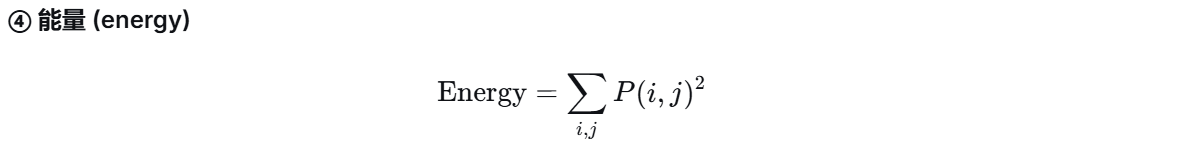 ④ 能量 (energy)
Energy = ∑_{i,j} P(i, j)^2